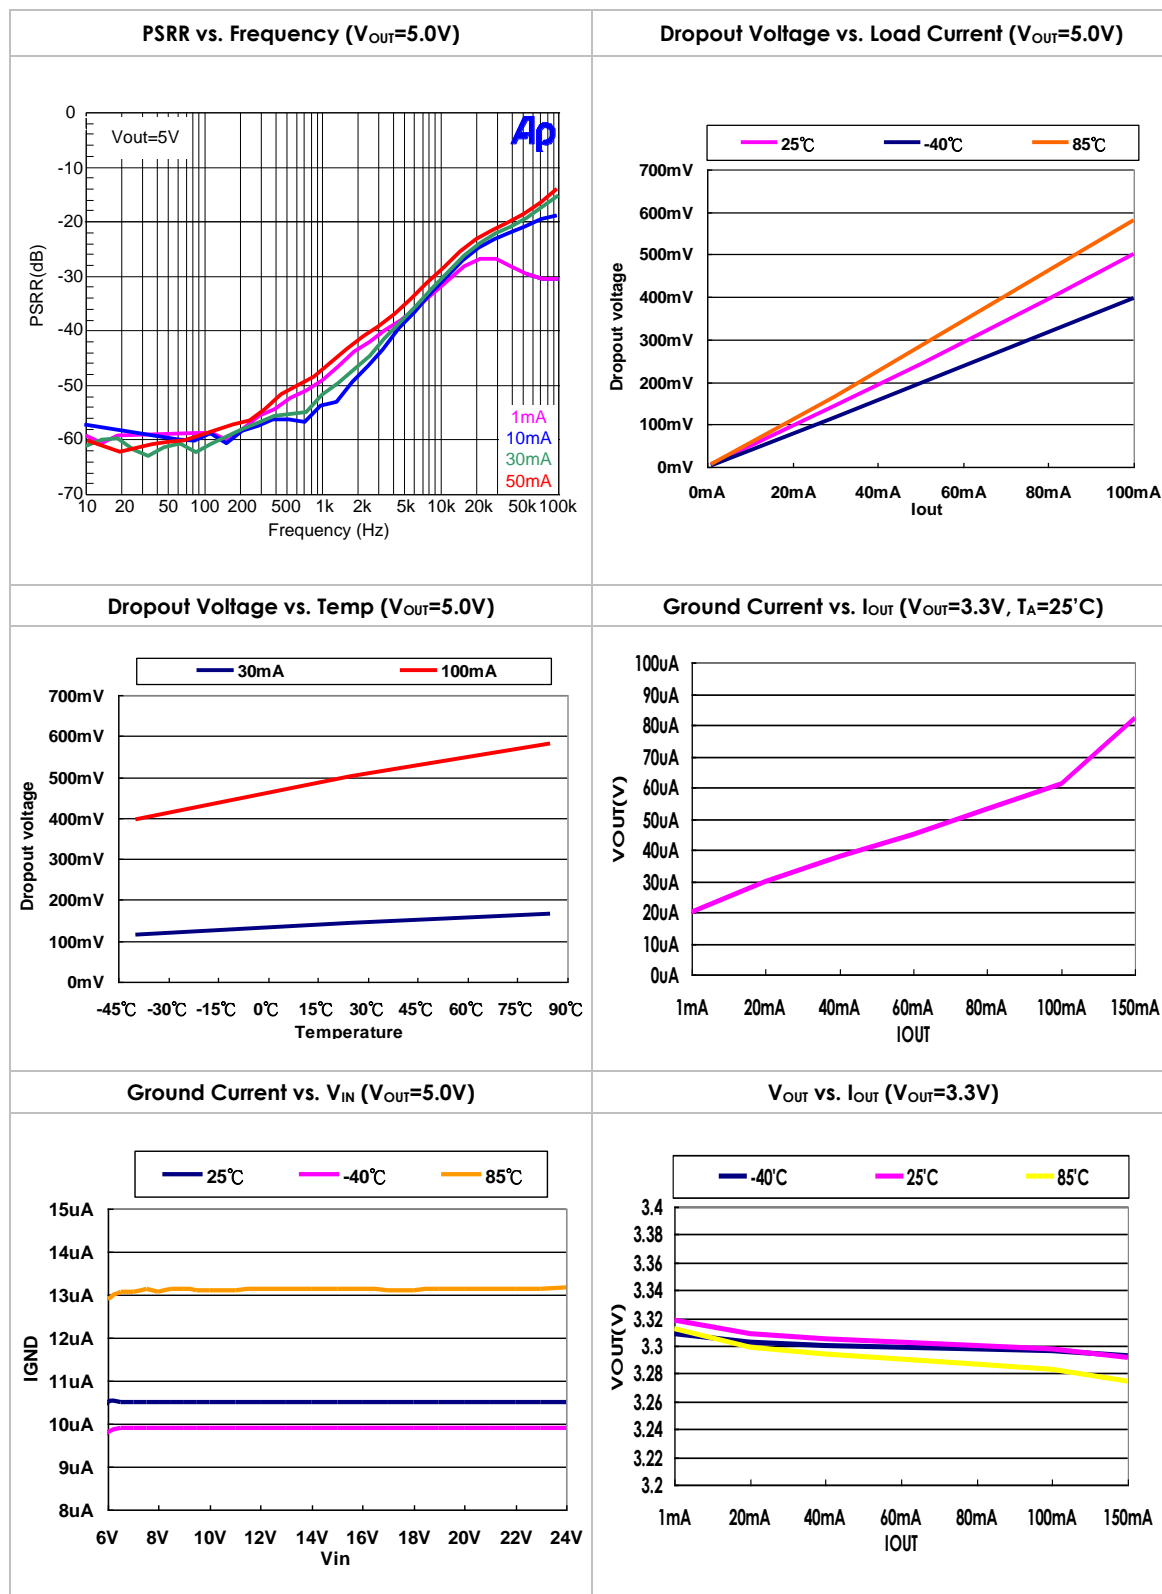 PSRR vs. Frequency (VOUT=5.0V)
Dropout Voltage vs. Load Current (VOUT=5.0V)
Vout=5V
Ap
0
-10
-20
-30
-40
-50
-60
-70
PSRR(dB)
1mA
10mA
30mA
50mA
10 20 50 100 200 500 1k 2k 5k 10k 20k 50k 100k
Frequency (Hz)
25℃ -40℃ 85℃
700mV
600mV
500mV
400mV
300mV
200mV
100mV
0mV
Dropout voltage
0mA 20mA 40mA 60mA 80mA 100mA
Iout
Dropout Voltage vs. Temp (VOUT=5.0V)
Ground Current vs. IOUT (VOUT=3.3V, TA=25'C)
30mA 100mA
700mV
600mV
500mV
400mV
300mV
200mV
100mV
0mV
Dropout voltage
-45℃ -30℃ -15℃ 0℃ 15℃ 30℃ 45℃ 60℃ 75℃ 90℃
Temperature
100uA
90uA
80uA
70uA
60uA
50uA
40uA
30uA
20uA
10uA
0uA
VOUT(V)
1mA 20mA 40mA 60mA 80mA 100mA 150mA
IOUT
Ground Current vs. VIN (VOUT=5.0V)
VOUT vs. IOUT (VOUT=3.3V)
25℃ -40℃ 85℃
15uA
14uA
13uA
12uA
11uA
10uA
9uA
8uA
IGND
6V 8V 10V 12V 14V 16V 18V 20V 22V 24V
Vin
-40'C 25'C 85'C
3.4
3.38
3.36
3.34
3.32
3.3
3.28
3.26
3.24
3.22
3.2
VOUT(V)
1mA 20mA 40mA 60mA 80mA 100mA 150mA
IOUT